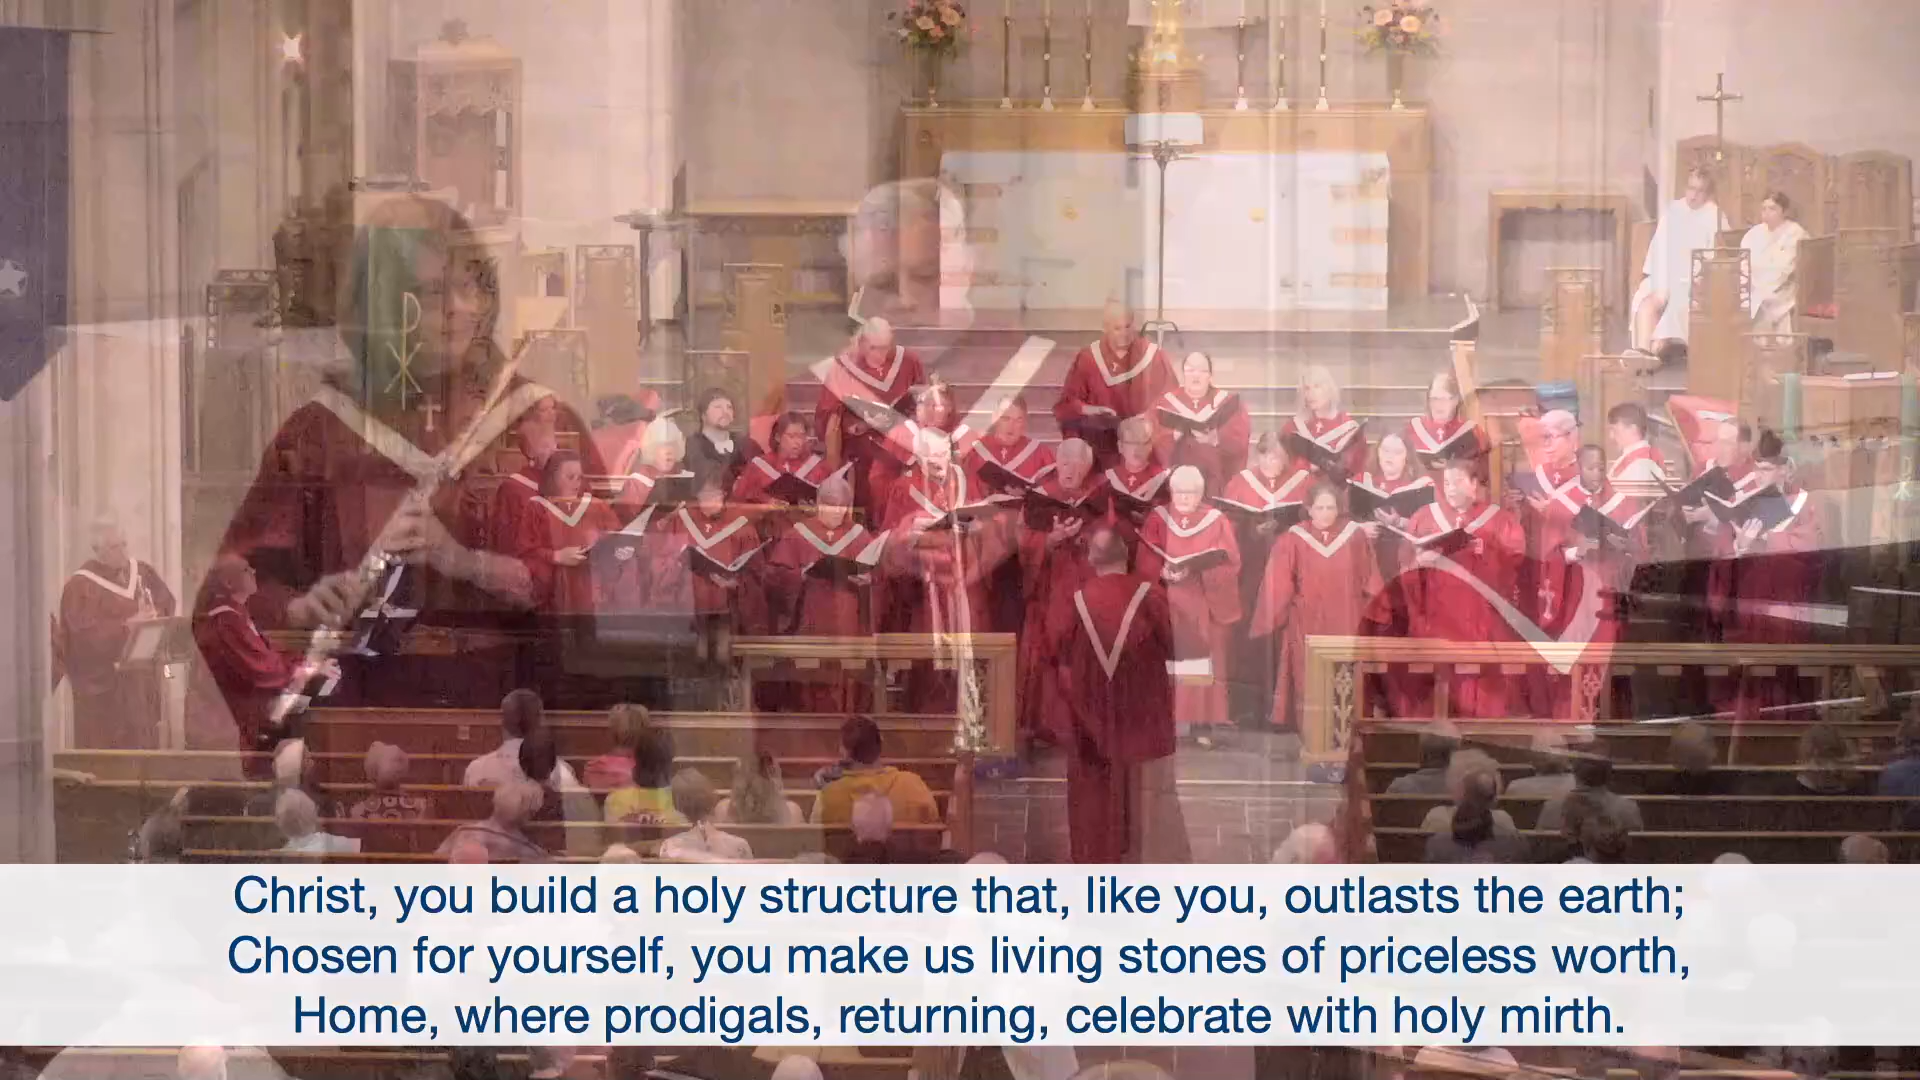 Christ, you build a holy structure that, like you, outlasts the earth;
Chosen for yourself, you make us living stones of priceless worth,
Home, where prodigals, returning, celebrate with holy mirth.